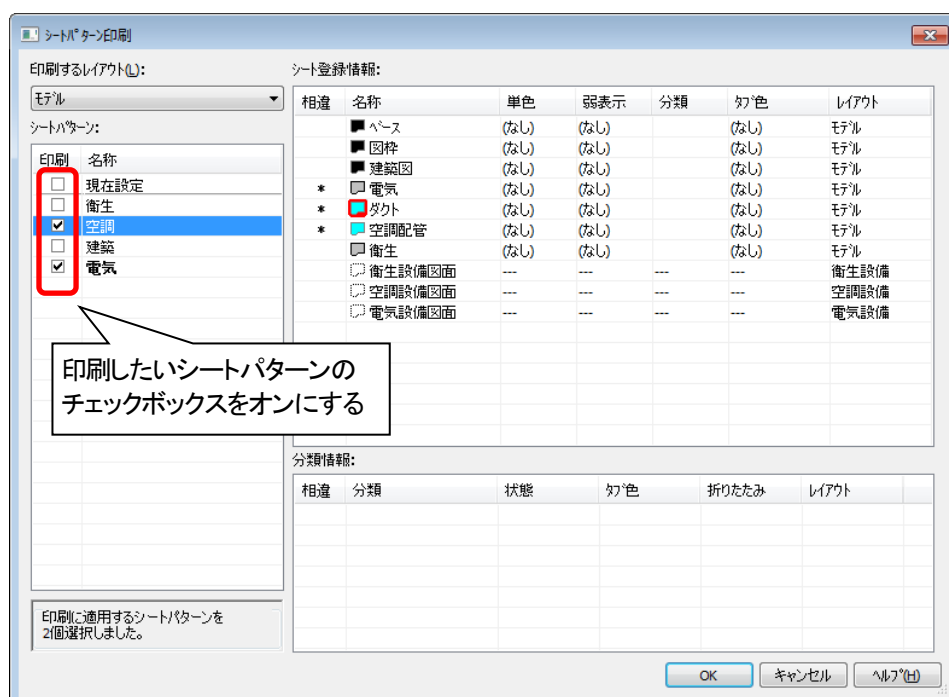 シートパターン印刷
印刷するレイアウト(L):
モデル
シートパターン:
印刷 名称
現在設定
衛生
空調
建築
電気
印刷したいシートパターンの
チェックボックスをオンにする
印刷に適用するシートパターンを
2個選択しました。
シート登録情報:
相違 名称 単色 弱表示 分類 タブ色 レイアウト
ベース (なし) (なし) (なし) モデル
図枠 (なし) (なし) (なし) モデル
建築図 (なし) (なし) (なし) モデル
* 電気 (なし) (なし) (なし) モデル
* ダクト (なし) (なし) (なし) モデル
* 空調配管 (なし) (なし) (なし) モデル
衛生 (なし) (なし) (なし) モデル
衛生設備図面 --- --- --- --- 衛生設備
空調設備図面 --- --- --- --- 空調設備
電気設備図面 --- --- --- --- 電気設備
分類情報:
相違 分類 状態 タブ色 折りたたみ レイアウト
OK キャンセル ヘルプ(H)